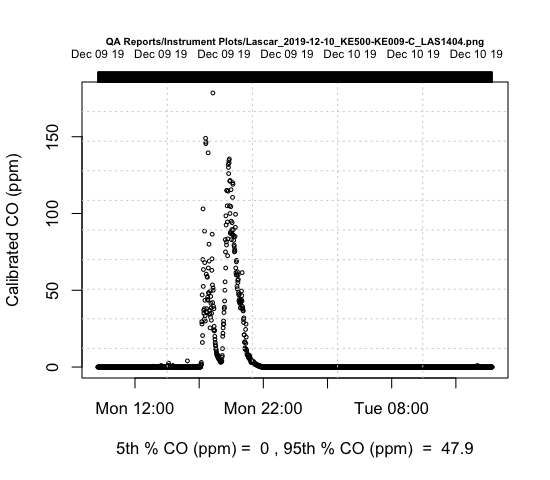 QA Reports/Instrument Plots/Lascar_2019-12-10_KE500-KE009-C_LAS1404.png
Dec 09 19 Dec 09 19 Dec 09 19 Dec 09 19 Dec 10 19 Dec 10 19 Dec 10 19
150
100
50
0
Calibrated CO (ppm)
Mon 12:00 Mon 22:00 Tue 08:00
5th % CO (ppm) = 0 , 95th % CO (ppm) = 47.9